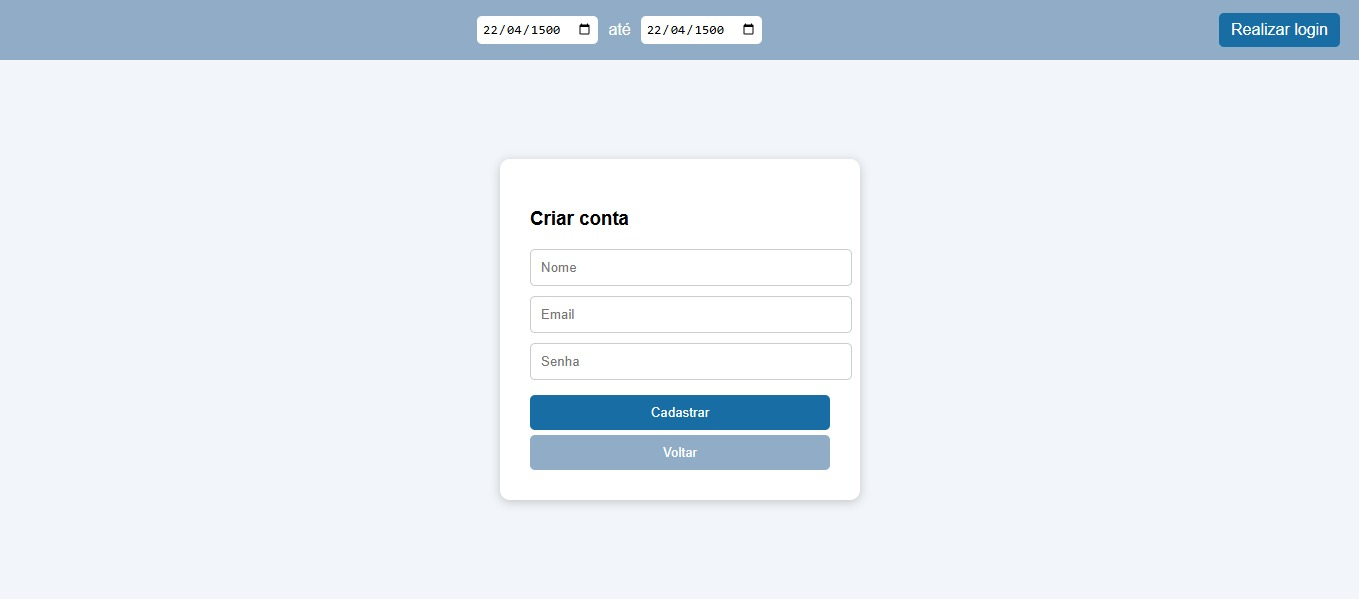 22/04/1500 até 22/04/1500 Realizar login
Criar conta
Nome
Email
Senha
Cadastrar
Voltar